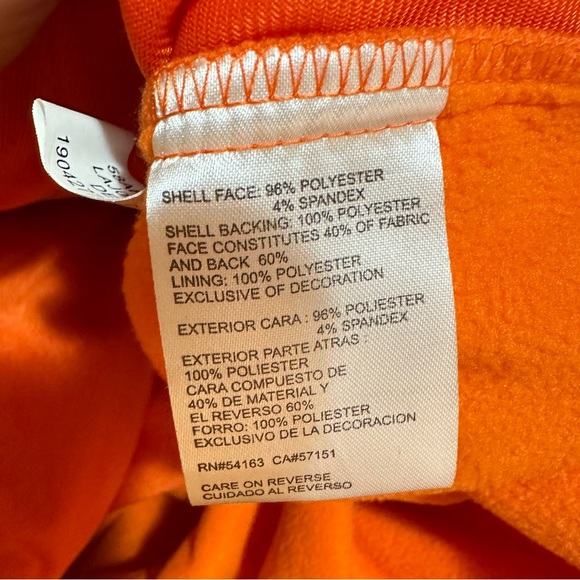 SHELL FACE: 96% POLYESTER
4% SPANDEX
SHELL BACKING: 100% POLYESTER
FACE CONSTITUTES 40% OF FABRIC
AND BACK 60%
LINING: 100% POLYESTER
EXCLUSIVE OF DECORATION
EXTERIOR CARA : 96% POLIESTER
4% SPANDEX
EXTERIOR PARTE ATRAS :
100% POLIESTER
CARA COMPUESTO DE
40% DE MATERIAL Y
EL REVERSO 60%
FORRO: 100% POLIESTER
EXCLUSIVO DE LA DECORACION
RN#54163 CA#57151
CARE ON REVERSE
CUIDADO AL REVERSO